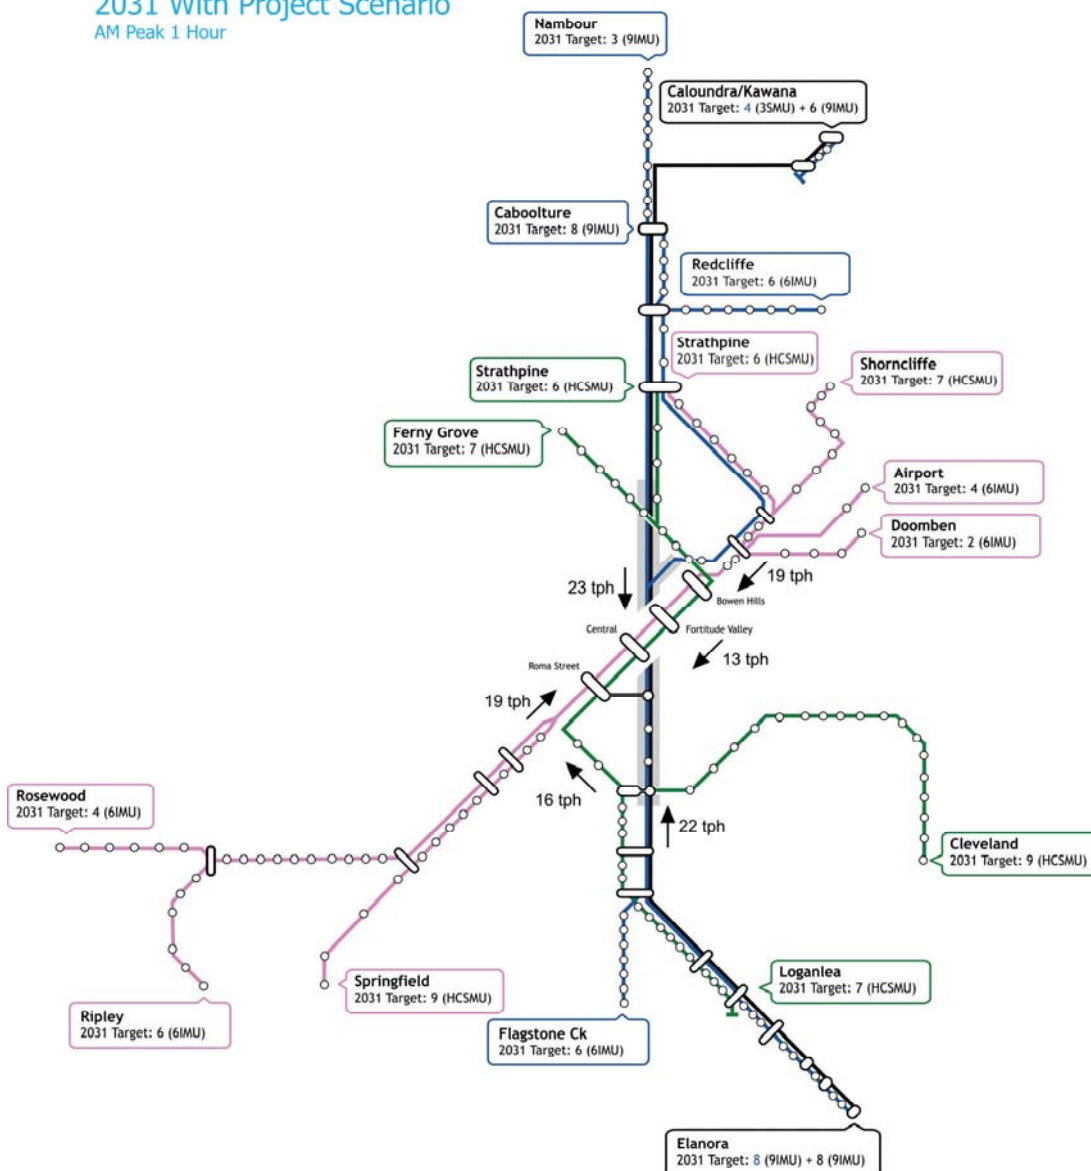 2031 With Project Scenario
AM Peak 1 Hour
Nambour
2031 Target: 3 (9IMU)
Caloundra/Kawana
2031 Target: 4 (3SMU) + 6 (9IMU)
Caboolture
2031 Target: 8 (9IMU)
Redcliffe
2031 Target: 6 (6IMU)
Strathpine
2031 Target: 6 (HCSMU)
Strathpine
2031 Target: 6 (HCSMU)
Shorncliffe
2031 Target: 7 (HCSMU)
Ferny Grove
2031 Target: 7 (HCSMU)
Airport
2031 Target: 4 (6IMU)
Doomben
2031 Target: 2 (6IMU)
23 tph
19 tph
Bowen Hills
Central
Fortitude Valley
13 tph
Roma Street
19 tph
16 tph
22 tph
Rosewood
2031 Target: 4 (6IMU)
Cleveland
2031 Target: 9 (HCSMU)
Springfield
2031 Target: 9 (HCSMU)
Loganlea
2031 Target: 7 (HCSMU)
Ripley
2031 Target: 6 (6IMU)
Flagstone Ck
2031 Target: 6 (6IMU)
Elanora
2031 Target: 8 (9IMU) + 8 (9IMU)